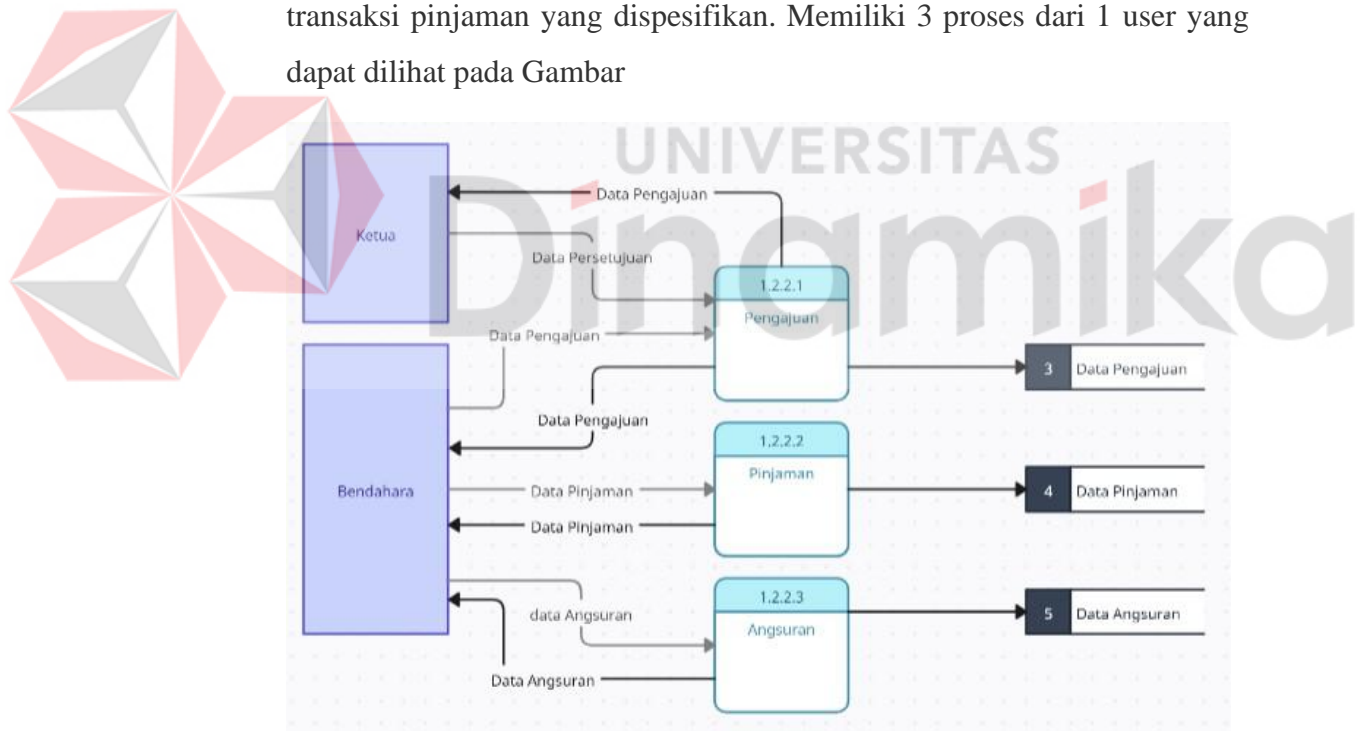 transaksi pinjaman yang dispesifikan. Memiliki 3 proses dari 1 user yang
dapat dilihat pada Gambar
UNIVERSITAS
Dinamika
Data Pengajuan
Ketua
Data Persetujuan
1.2.2.1
Pengajuan
Data Pengajuan
3 Data Pengajuan
Data Pengajuan
1.2.2.2
Pinjaman
Bendahara
Data Pinjaman
4 Data Pinjaman
Data Pinjaman
1.2.2.3
Angsuran
data Angsuran
5 Data Angsuran
Data Angsuran